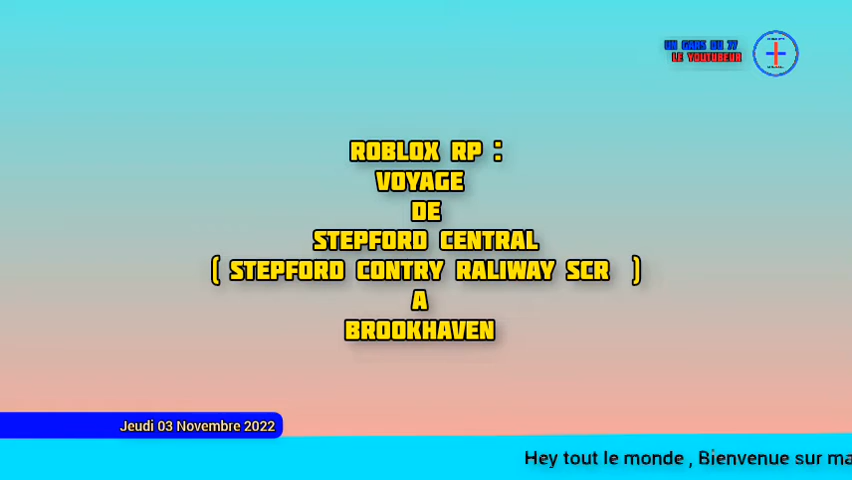 UN GARS DU 77
LE YOUTUBEUR
ROBLOX RP :
VOYAGE
DE
STEPFORD CENTRAL
( STEPFORD CONTRY RALIWAY SCR )
A
BROOKHAVEN
Jeudi 03 Novembre 2022
Hey tout le monde , Bienvenue sur ma